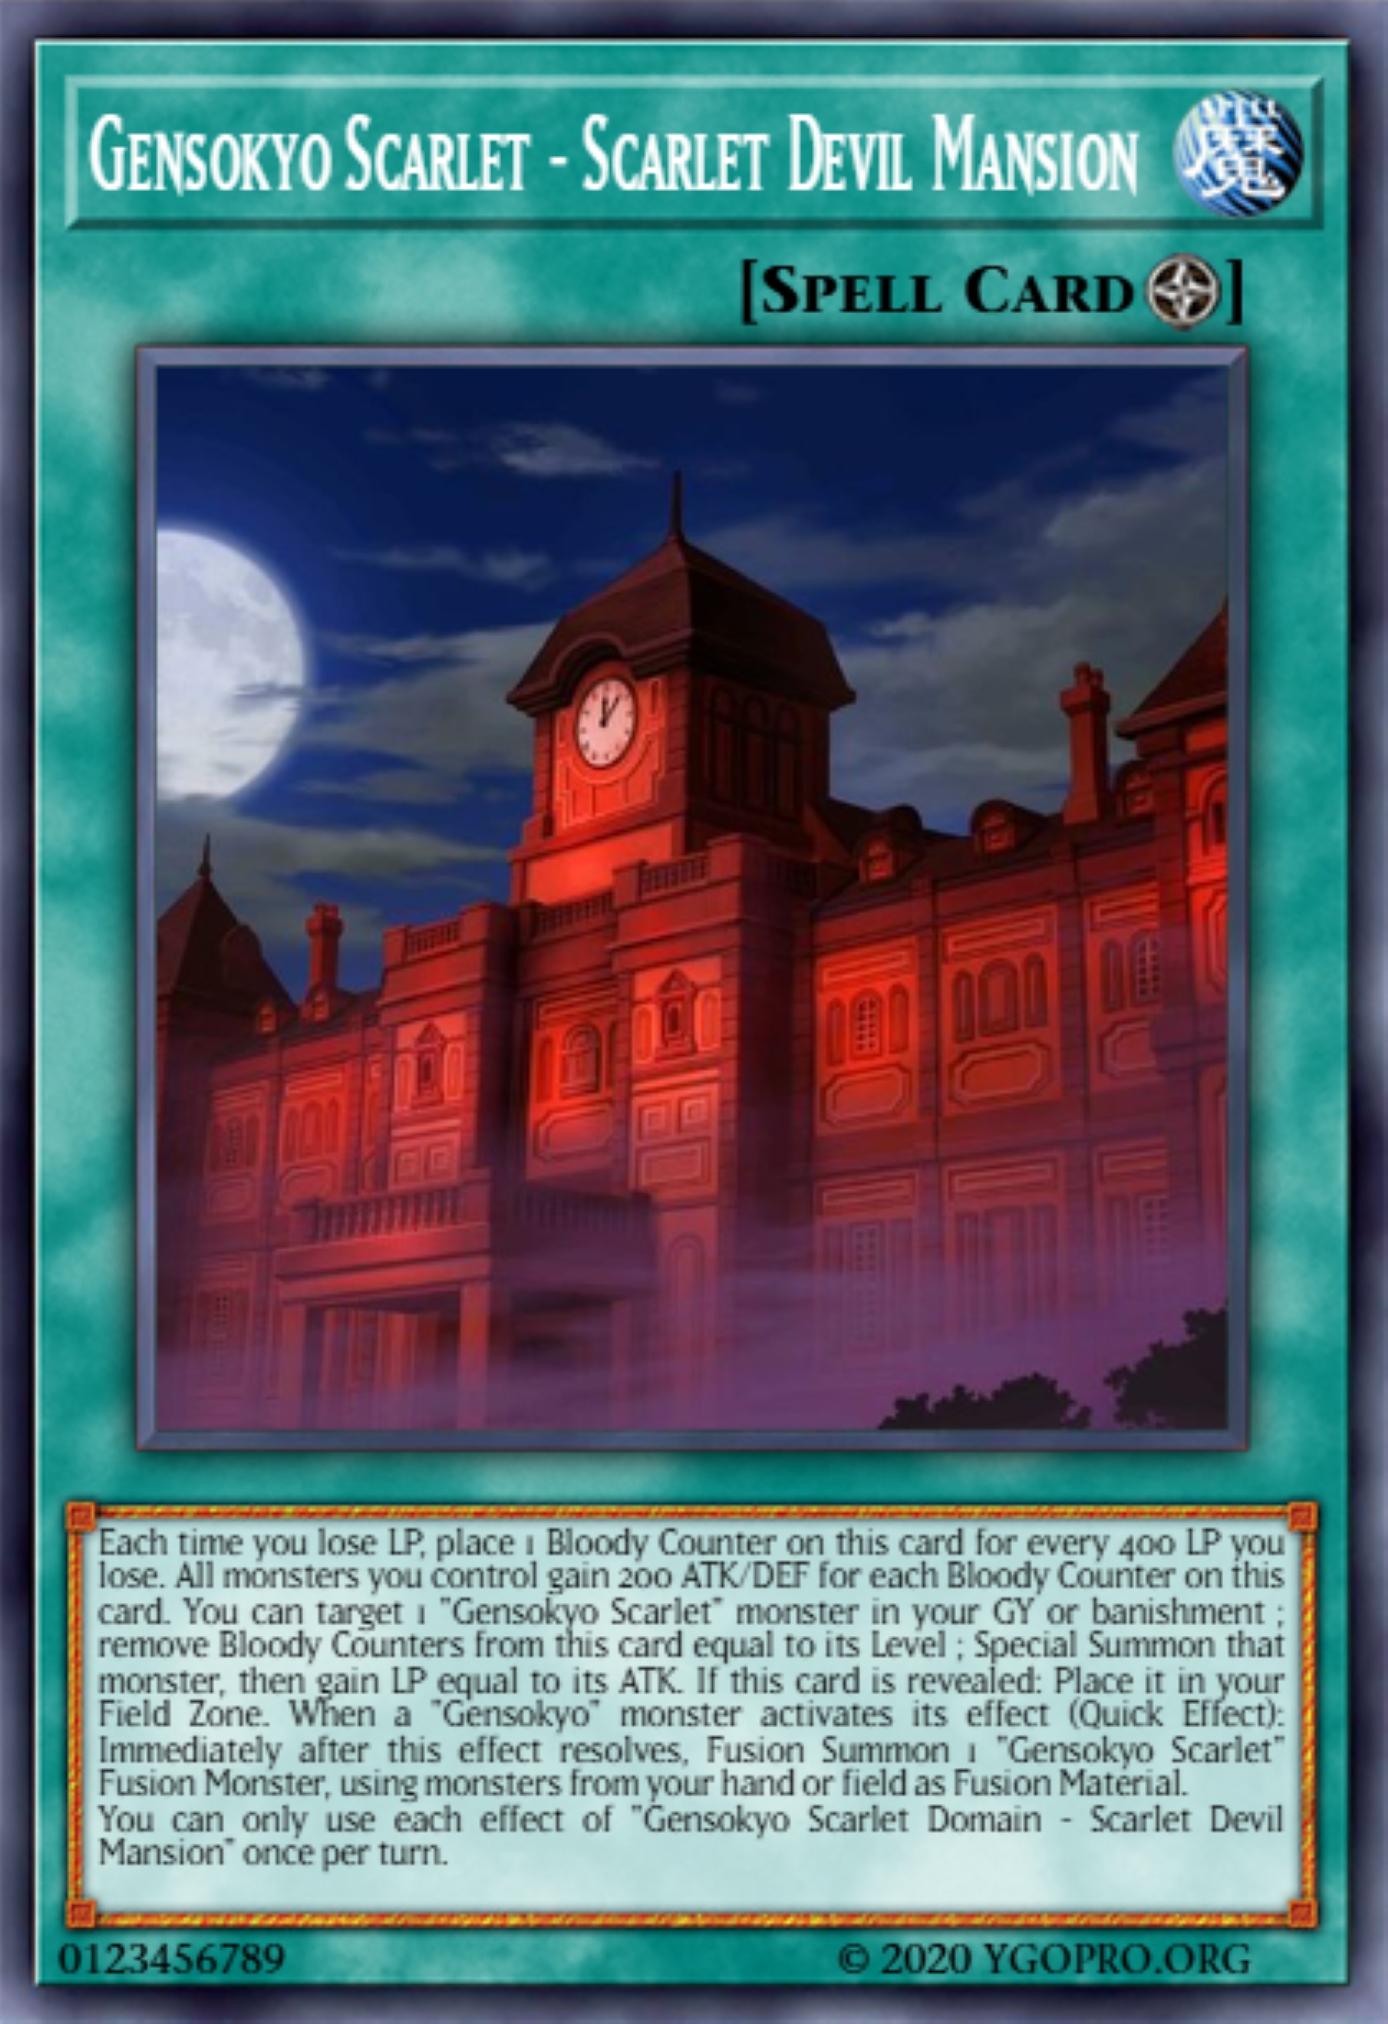 Gensokyo Scarlet - Scarlet Devil Mansion
魔
[Spell Card]
Each time you lose LP, place 1 Bloody Counter on this card for every 400 LP you
lose. All monsters you control gain 200 ATK/DEF for each Bloody Counter on this
card. You can target 1 "Gensokyo Scarlet" monster in your GY or banishment ;
remove Bloody Counters from this card equal to its Level ; Special Summon that
monster, then gain LP equal to its ATK. If this card is revealed: Place it in your
Field Zone. When a "Gensokyo" monster activates its effect (Quick Effect):
Immediately after this effect resolves, Fusion Summon 1 "Gensokyo Scarlet"
Fusion Monster, using monsters from your hand or field as Fusion Material.
You can only use each effect of "Gensokyo Scarlet Domain - Scarlet Devil
Mansion" once per turn.
0123456789
© 2020 YGOPRO.ORG